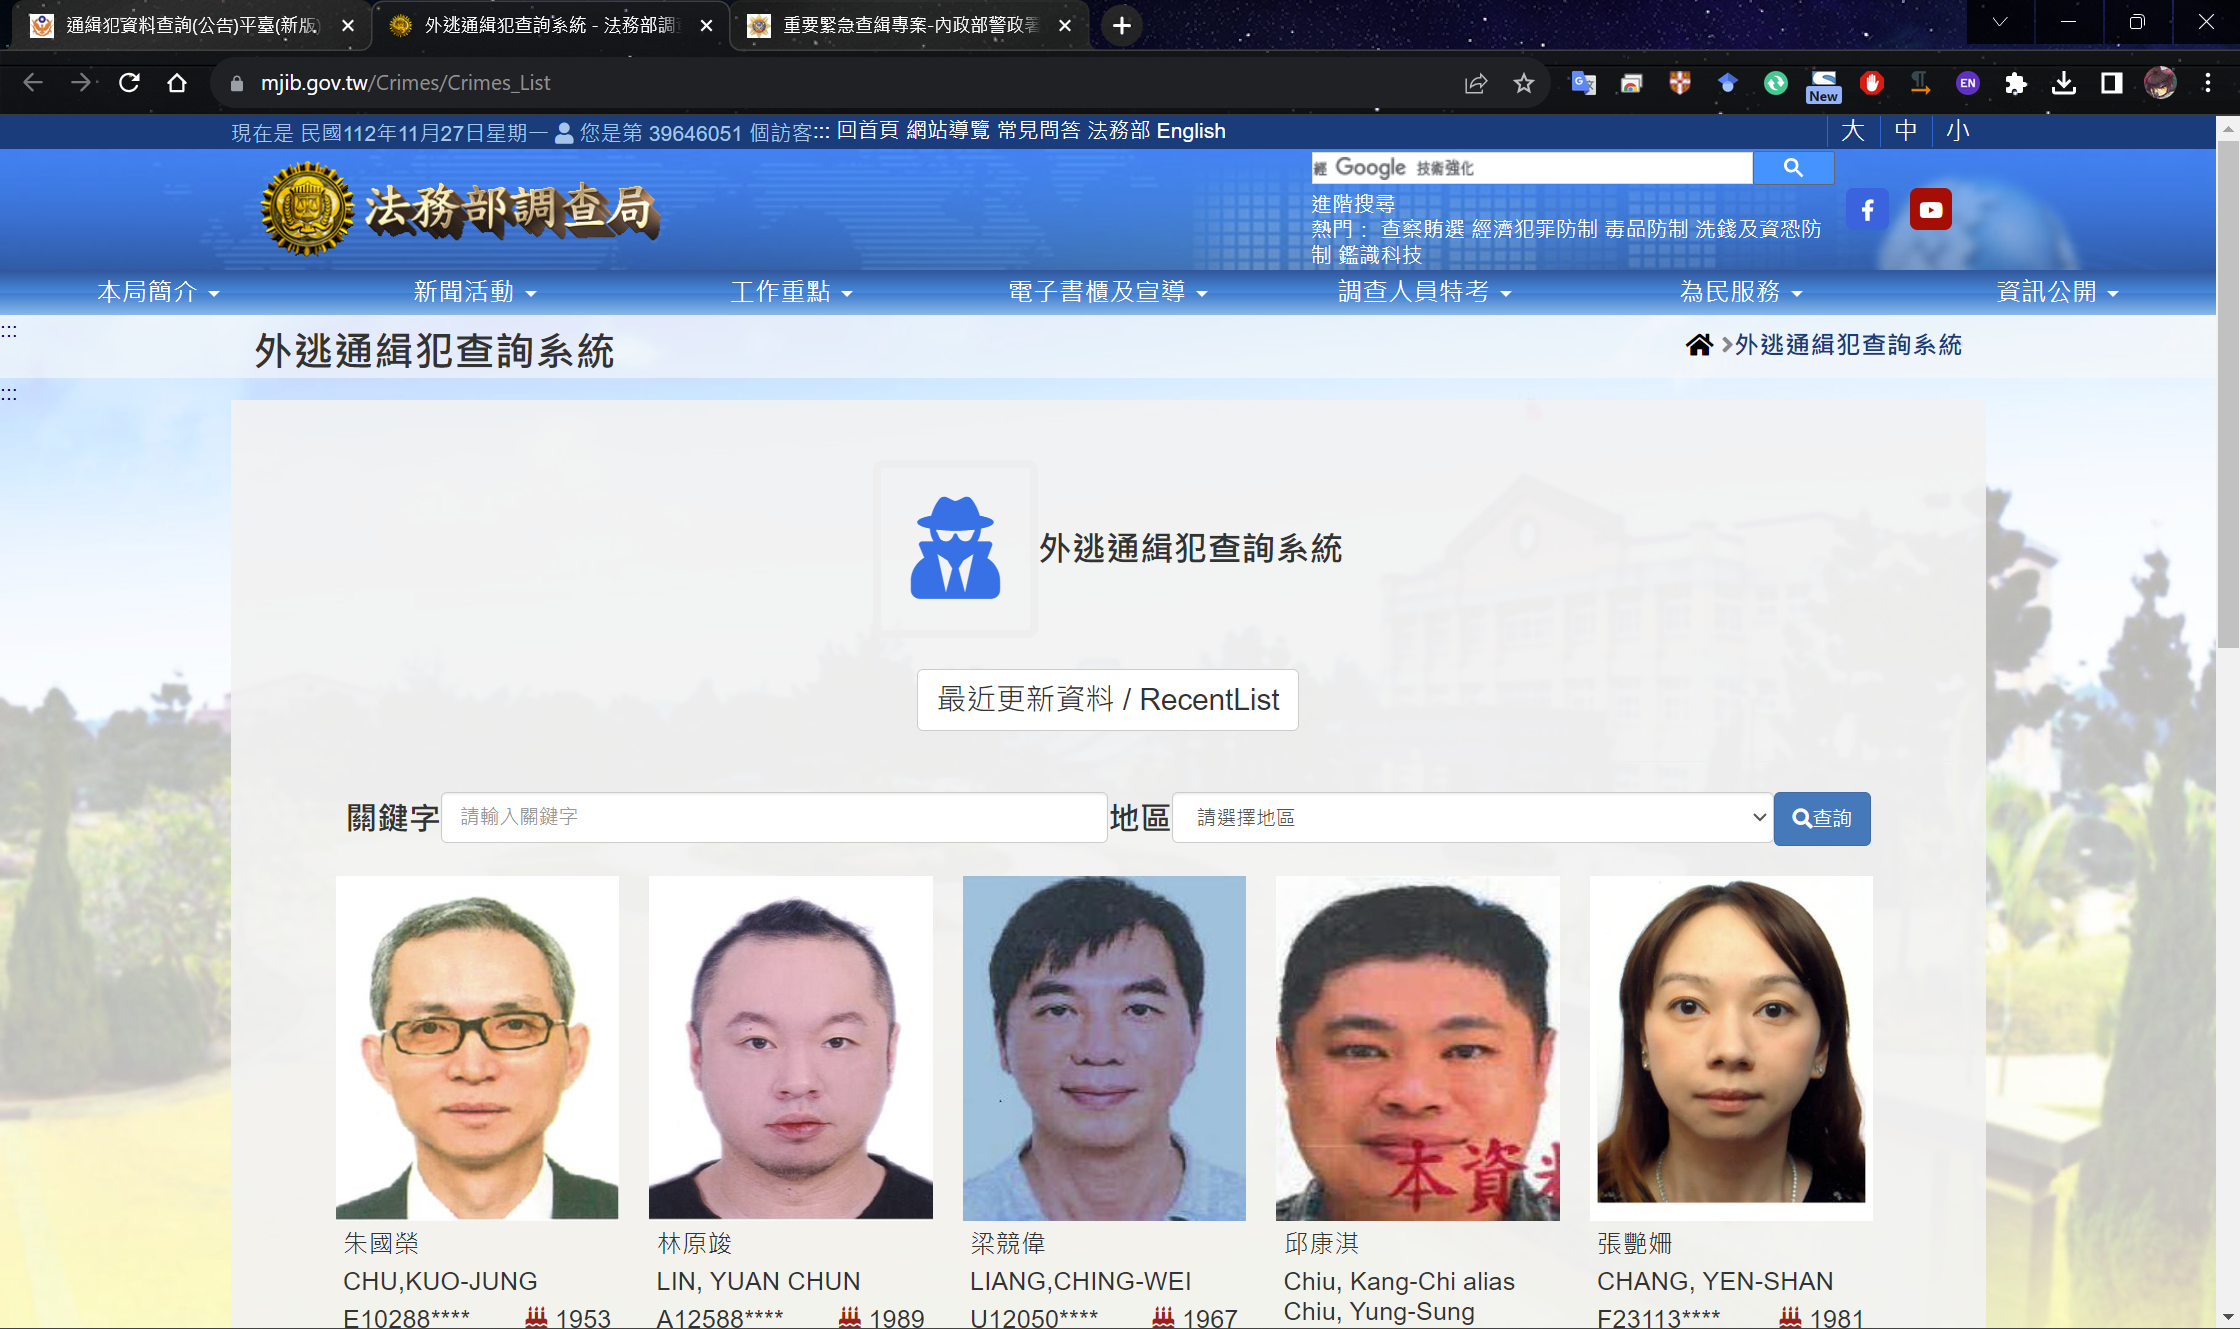 通緝犯資料查詢(公告)平臺(新版)
外逃通緝犯查詢系統 - 法務部調
重要緊急查緝專案-內政部警政署
mjib.gov.tw/Crimes/Crimes_List
New
EN
現在是 民國112年11月27日星期一 您是第 39646051 個訪客::: 回首頁 網站導覽 常見問答 法務部 English
大 中 小
法務部調查局
經 Google 技術強化
進階搜尋
熱門： 查察賄選 經濟犯罪防制 毒品防制 洗錢及資恐防
制 鑑識科技
本局簡介 新聞活動 工作重點 電子書櫃及宣導 調查人員特考 為民服務 資訊公開
:::
外逃通緝犯查詢系統
外逃通緝犯查詢系統
:::
外逃通緝犯查詢系統
最近更新資料 / RecentList
關鍵字 請輸入關鍵字 地區 請選擇地區 查詢
本資料
朱國榮
CHU,KUO-JUNG
E10288**** 1953
林原竣
LIN, YUAN CHUN
A12588**** 1989
梁競偉
LIANG,CHING-WEI
U12050**** 1967
邱康淇
Chiu, Kang-Chi alias
Chiu, Yung-Sung
張艷姍
CHANG, YEN-SHAN
F23113**** 1981